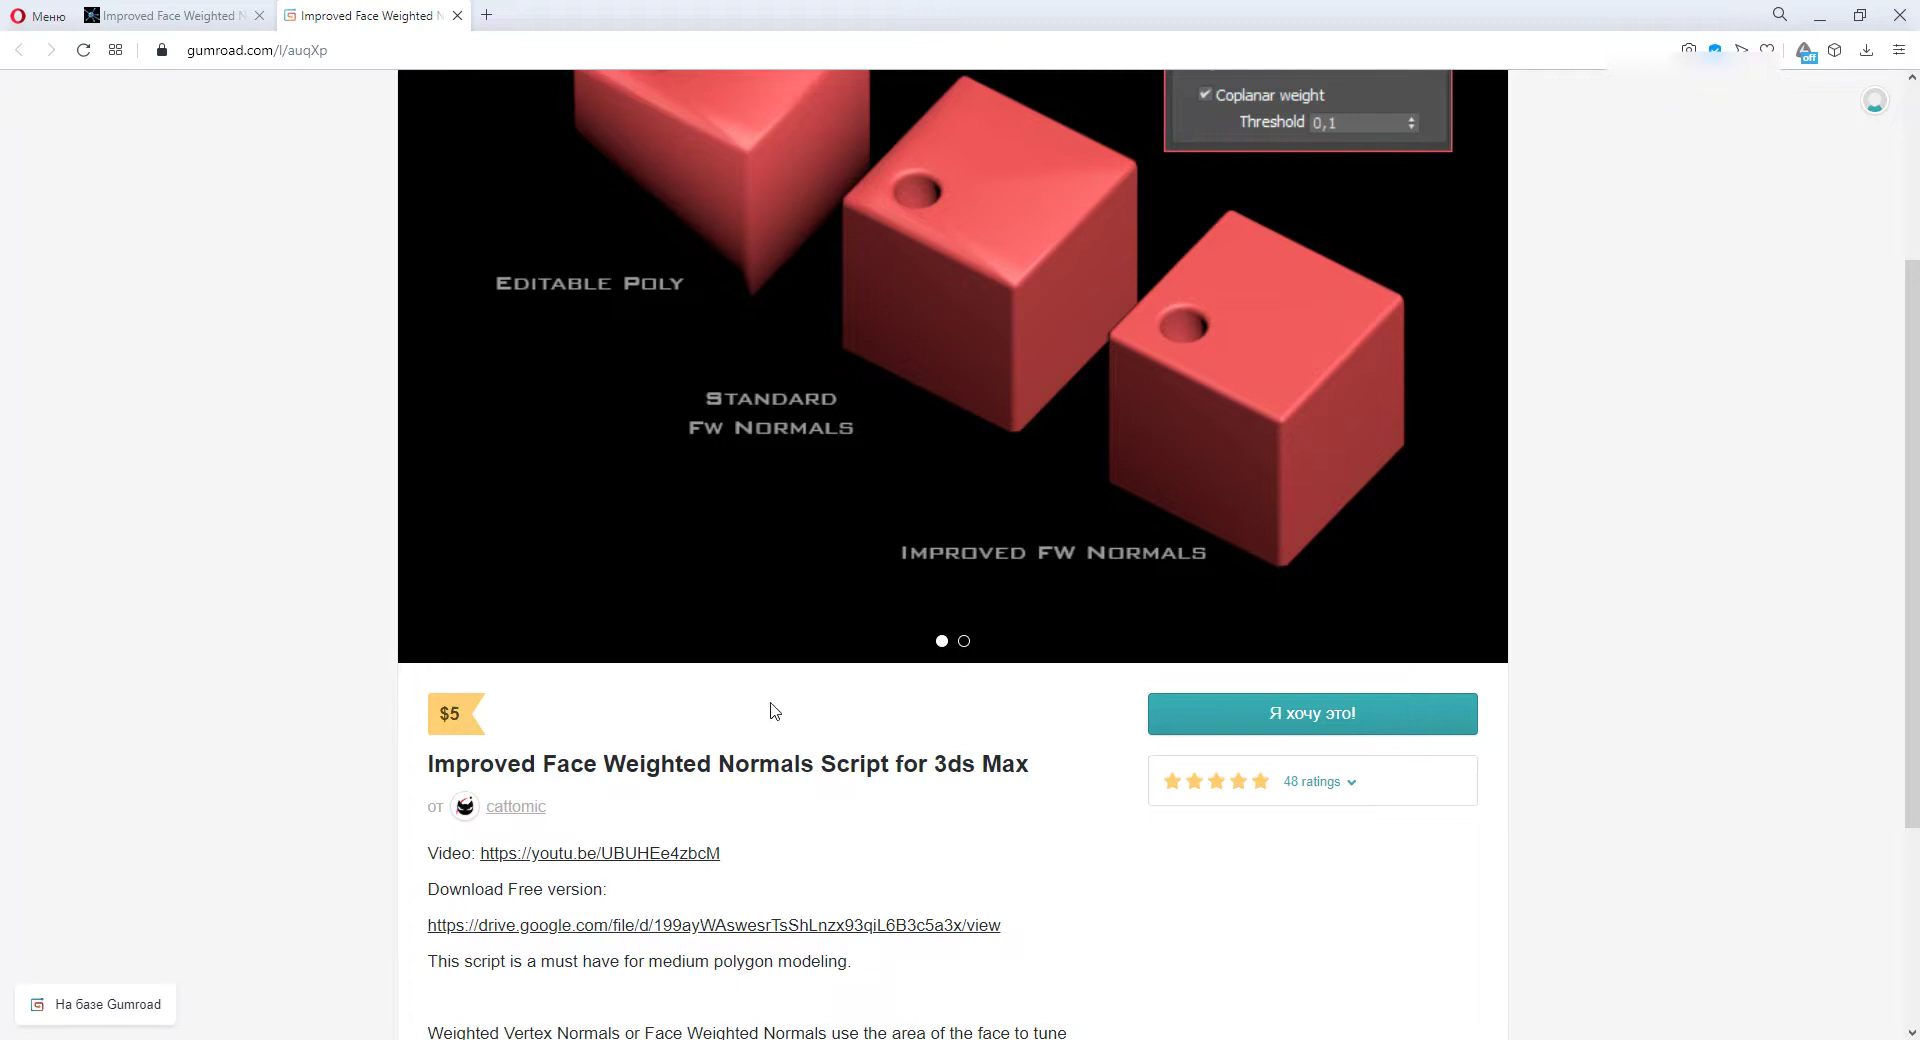 Меню
Improved Face Weighted N
Improved Face Weighted N
gumroad.com/l/auqXp
off
Coplanar weight
Threshold 0,1
EDITABLE POLY
STANDARD
FW NORMALS
IMPROVED FW NORMALS
$5
Я хочу это!
Improved Face Weighted Normals Script for 3ds Max
48 ratings
от cattomic
Video: https://youtu.be/UBUHEe4zbcM
Download Free version:
https://drive.google.com/file/d/199ayWAswesrTsShLnzx93qiL6B3c5a3x/view
This script is a must have for medium polygon modeling.
На базе Gumroad
Weighted Vertex Normals or Face Weighted Normals use the area of the face to tune